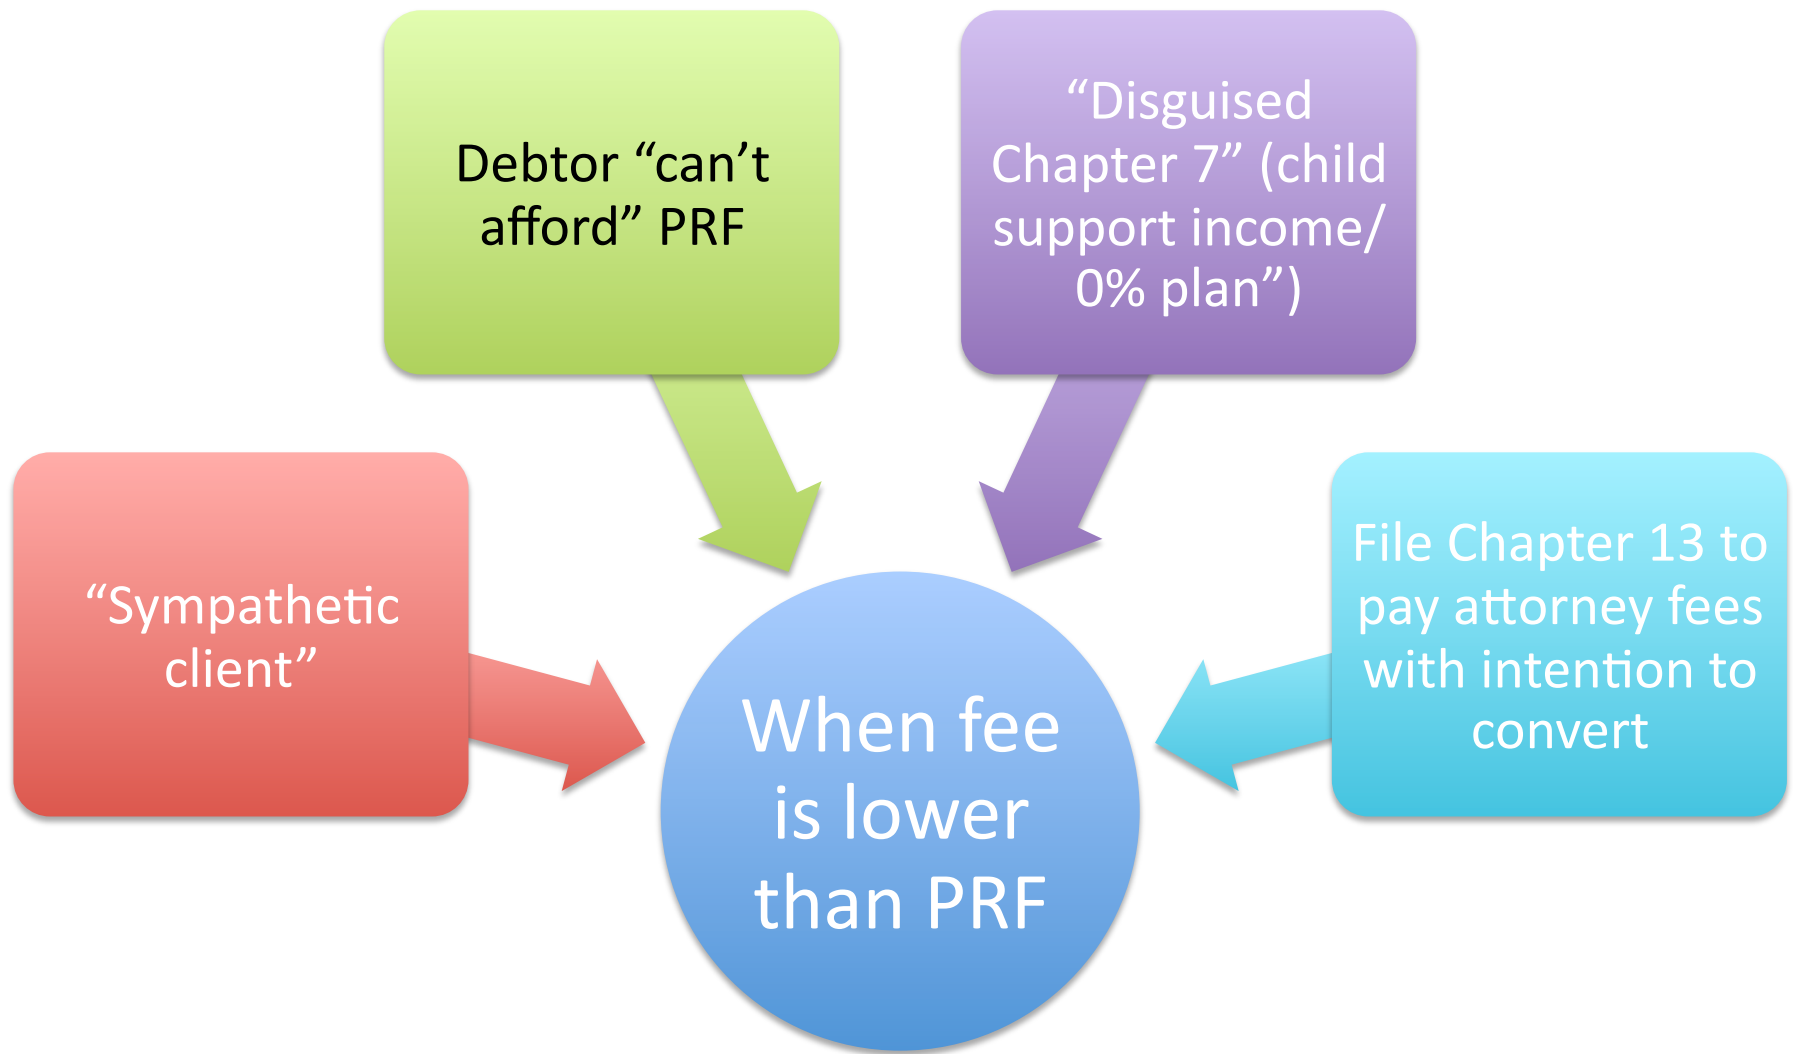 “Sympathetic
client”
Debtor “can’t
afford” PRF
“Disguised
Chapter 7” (child
support income/
0% plan”)
File Chapter 13 to
pay attorney fees
with intention to
convert
When fee
is lower
than PRF